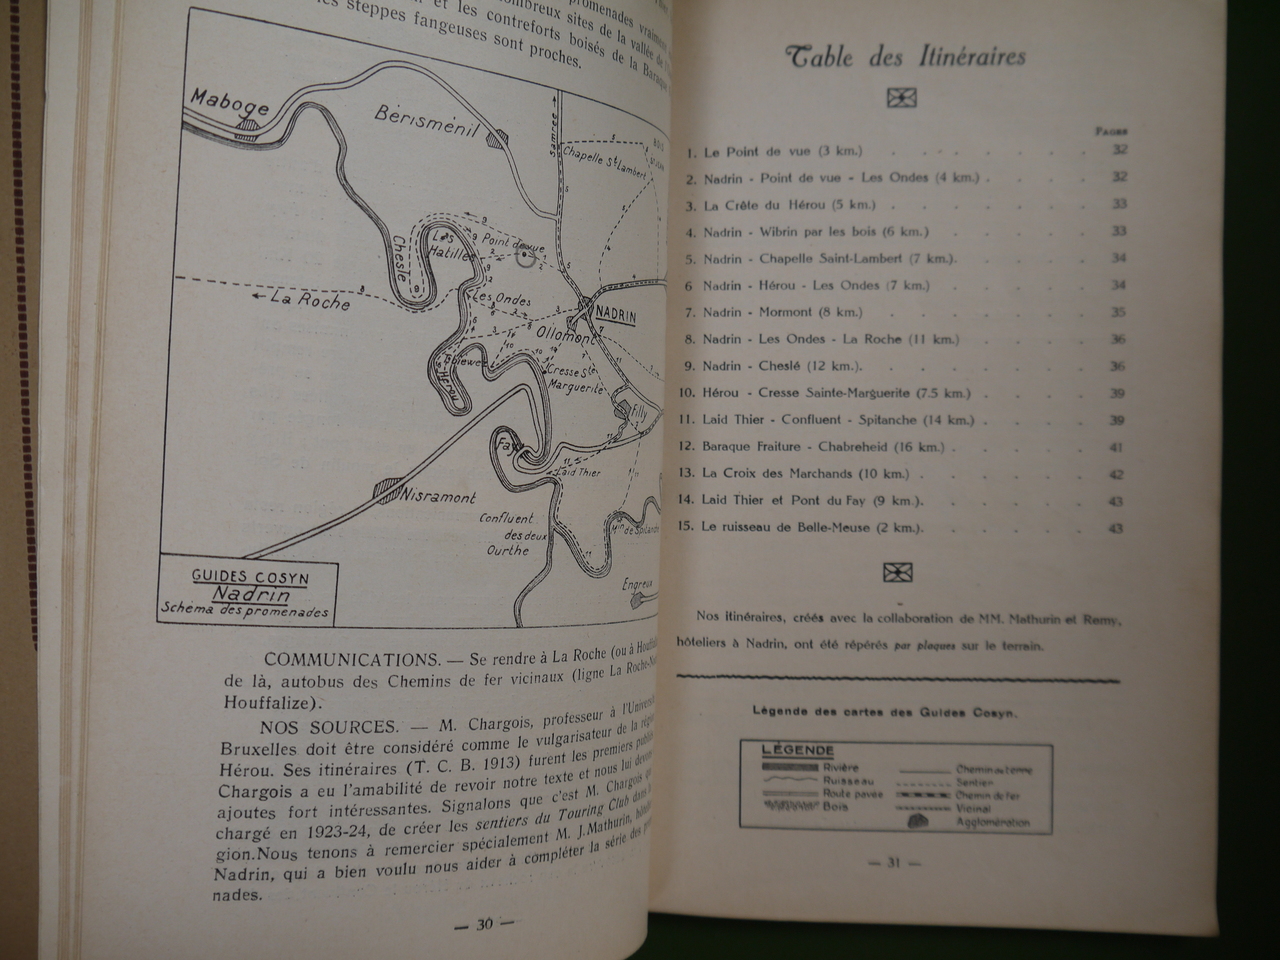 promenades vraiment
nombreux sites de la vallée de
et les contreforts boisés de la Baraque
les steppes fangeuses sont proches.
Maboge
Bérisménil
Samrée
Chapelle St Lambert
Cheslé
Les
Hatilles
Point de vue
La Roche
Les Ondes
NADRIN
Ollomont
Hérou
Cresse Ste
Marguerite
Filly
Fay
Laid Thier
Nisramont
Confluent
des deux
Ourthe
Engreux
GUIDES COSYN
Nadrin
Schéma des promenades
COMMUNICATIONS. — Se rendre à La Roche (ou à
de là, autobus des Chemins de fer vicinaux (ligne La
Houffalize).
NOS SOURCES. — M. Chargois, professeur à
Bruxelles doit être considéré comme le vulgarisateur de la
Hérou. Ses itinéraires (T. C. B. 1913) furent les premiers
Chargois a eu l'amabilité de revoir notre texte et nous lui
ajoutes fort intéressantes. Signalons que c'est M. Chargois
chargé en 1923-24, de créer les sentiers du Touring Club dans
gion.Nous tenons à remercier spécialement M. J.Mathurin,
Nadrin, qui a bien voulu nous aider à compléter la série des
nades.
— 30 —
Table des Itinéraires
PAGES
1. Le Point de vue (3 km.) . . . . . . . 32
2. Nadrin - Point de vue - Les Ondes (4 km.) . . . . 32
3. La Crête du Hérou (5 km.) . . . . . . . 33
4. Nadrin - Wibrin par les bois (6 km.) . . . . . 33
5. Nadrin - Chapelle Saint-Lambert (7 km.). . . . . 34
6 Nadrin - Hérou - Les Ondes (7 km.) . . . . . 34
7. Nadrin - Mormont (8 km.) . . . . . . 35
8. Nadrin - Les Ondes - La Roche (11 km.) . . . . 36
9. Nadrin - Cheslé (12 km.). . . . . . . 36
10. Hérou - Cresse Sainte-Marguerite (7.5 km.) . . . . 39
11. Laid Thier - Confluent - Spitanche (14 km.) . . . . 39
12. Baraque Fraiture - Chabreheid (16 km.) . . . . . 41
13. La Croix des Marchands (10 km.) . . . . . 42
14. Laid Thier et Pont du Fay (9 km.). . . . . 43
15. Le ruisseau de Belle-Meuse (2 km.). . . . . 43
Nos itinéraires, créés avec la collaboration de MM. Mathurin et Remy,
hôteliers à Nadrin, ont été répérés par plaques sur le terrain.
Légende des cartes des Guides Cosyn.
LÉGENDE
Rivière
Ruisseau
Route pavée
Bois
Chemin de terre
Sentier
Chemin de fer
Vicinal
Agglomération
— 31 —